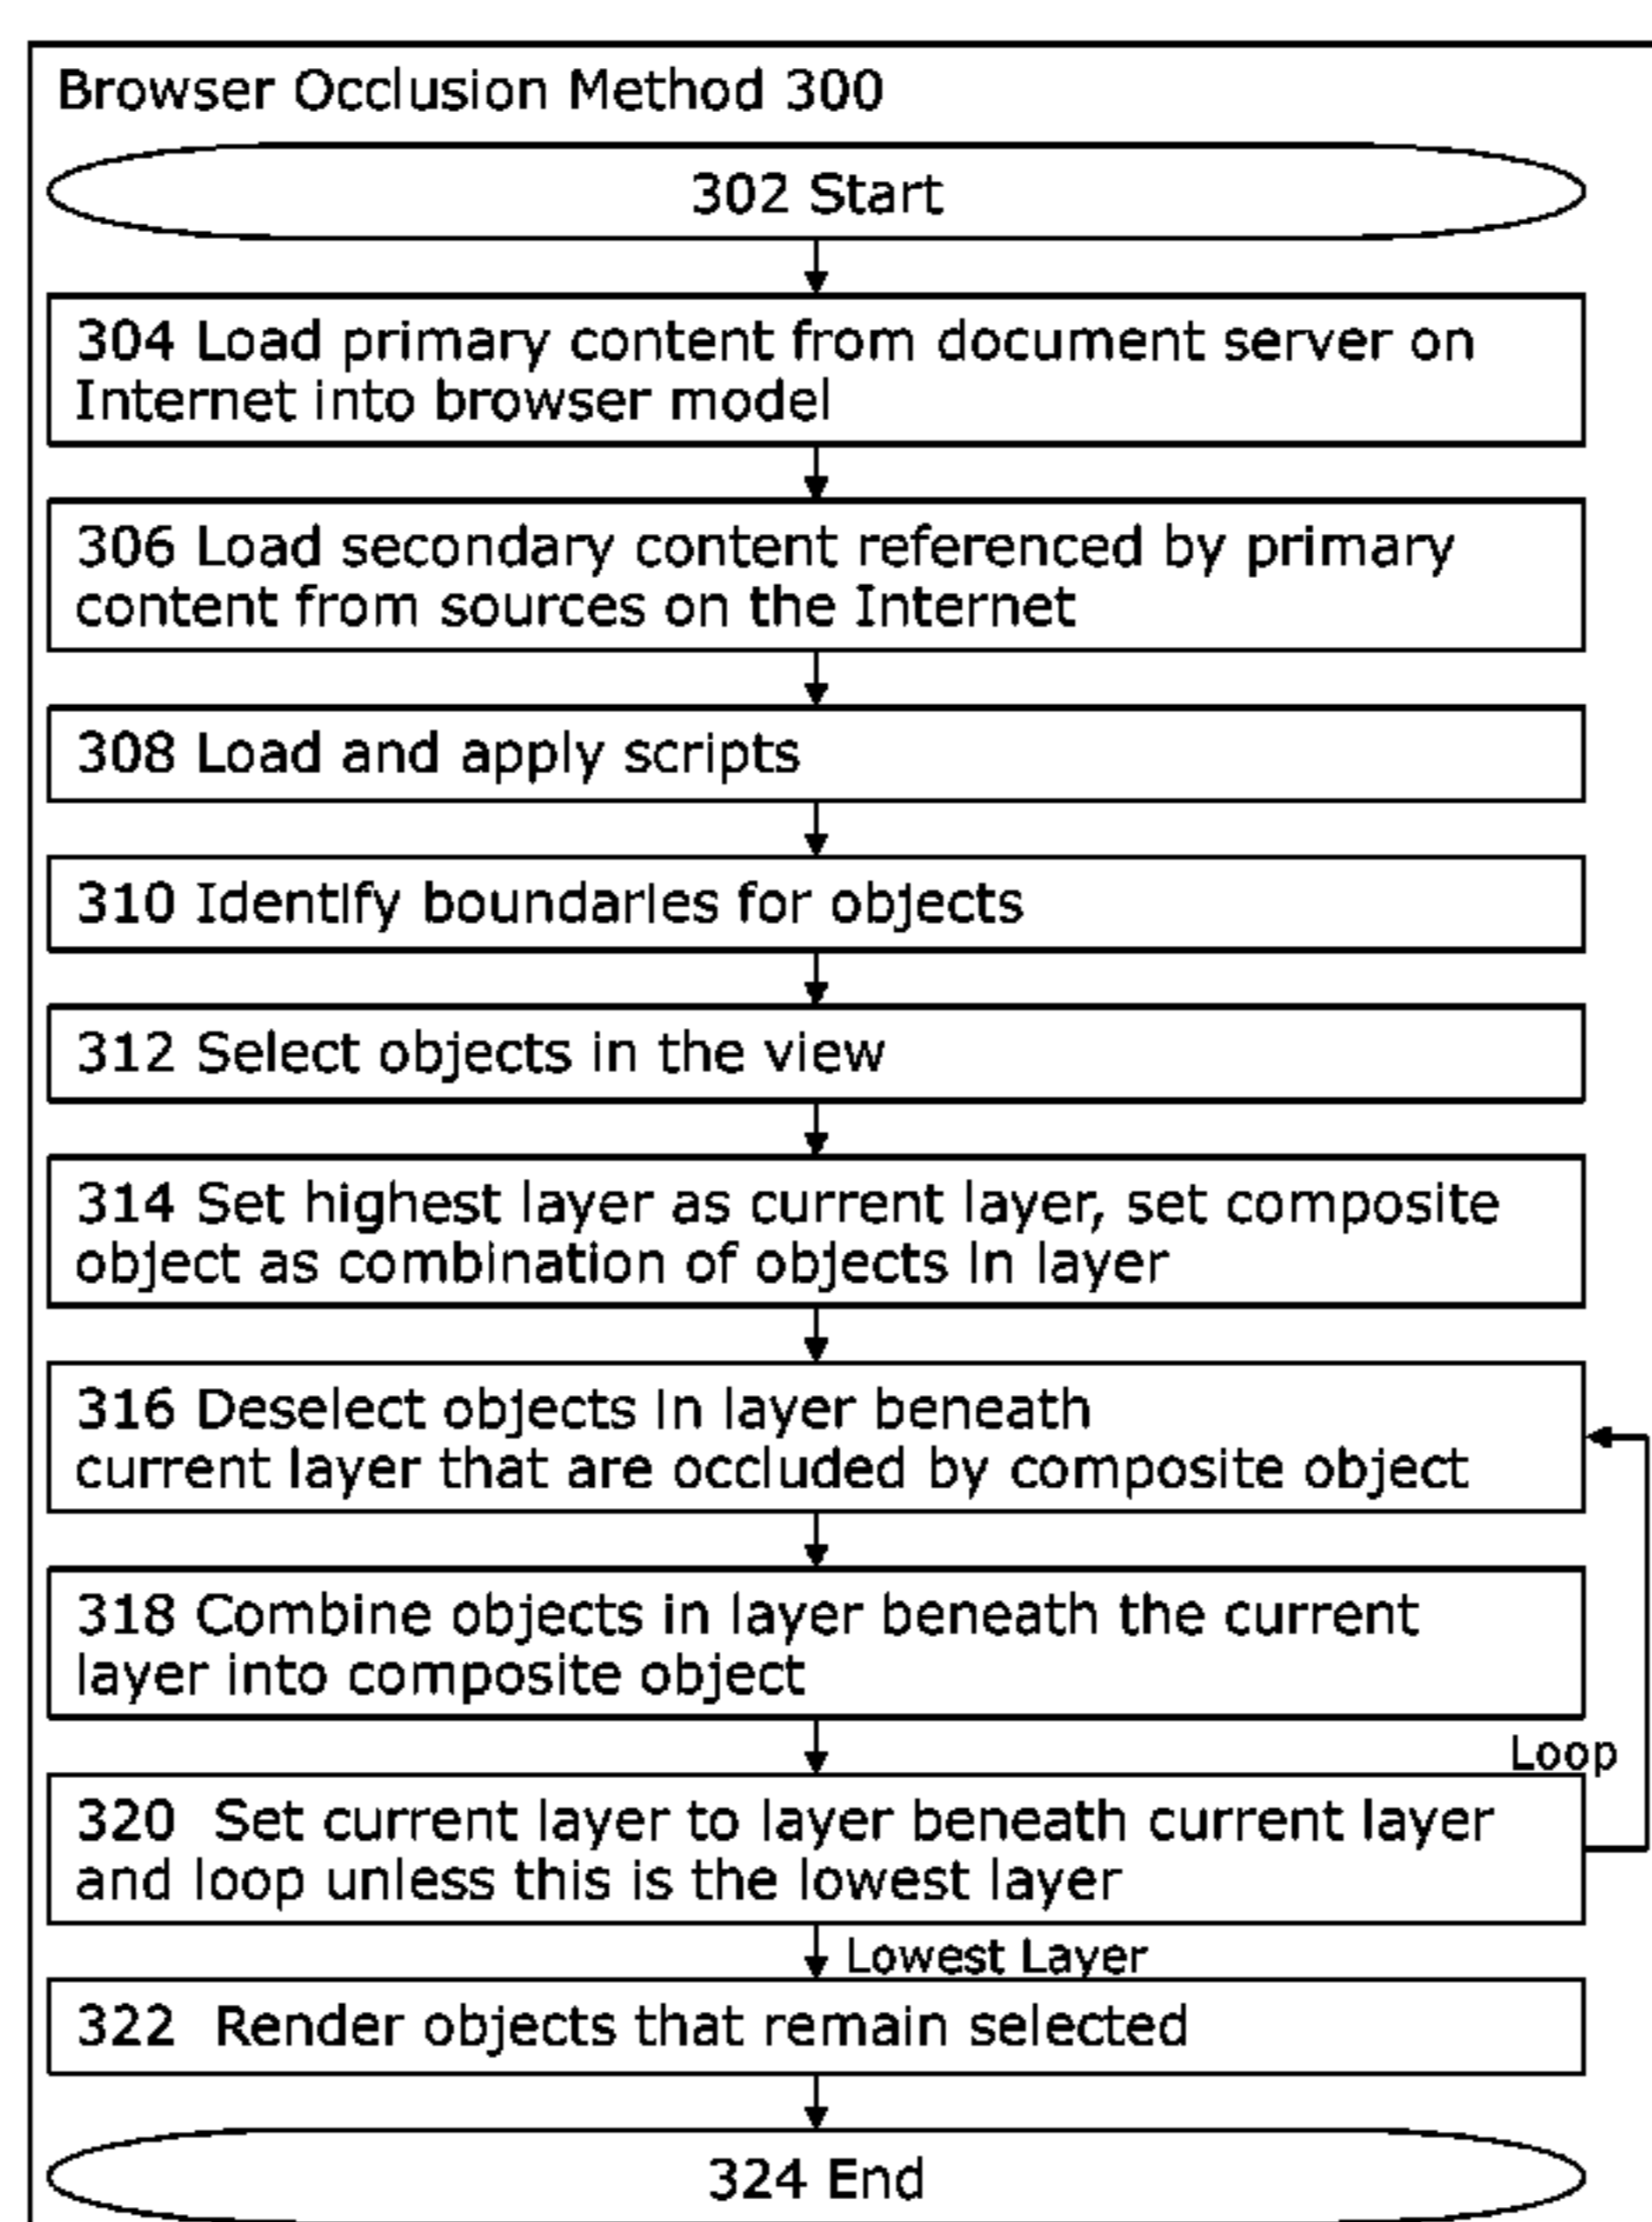 Browser Occlusion Method 300
302 Start
304 Load primary content from document server on
Internet into browser model
306 Load secondary content referenced by primary
content from sources on the Internet
308 Load and apply scripts
310 Identify boundaries for objects
312 Select objects in the view
314 Set highest layer as current layer, set composite
object as combination of objects in layer
316 Deselect objects in layer beneath
current layer that are occluded by composite object
318 Combine objects in layer beneath the current
layer into composite object
Loop
320 Set current layer to layer beneath current layer
and loop unless this is the lowest layer
Lowest Layer
322 Render objects that remain selected
324 End